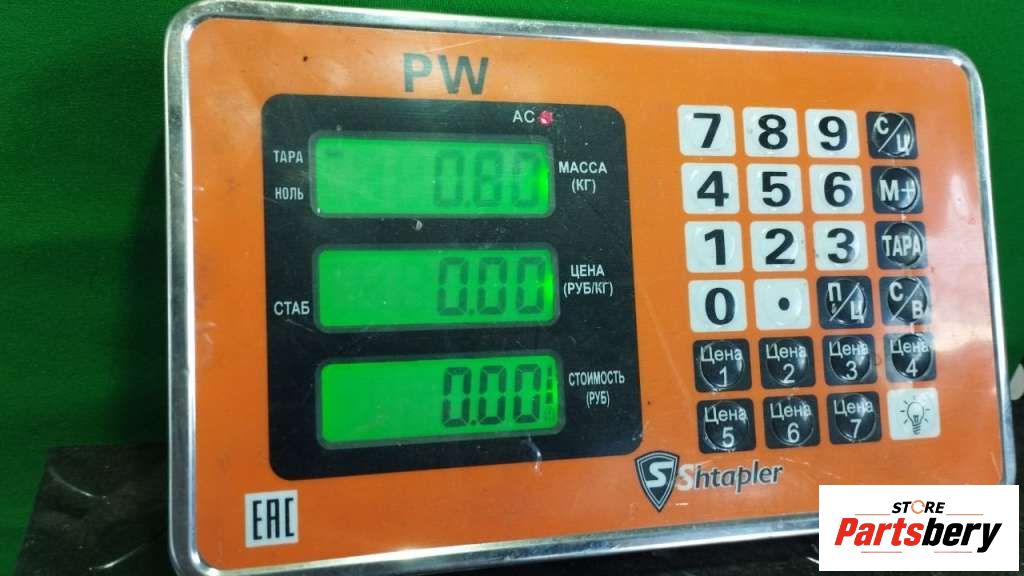 PW
AC
ТАРА
НОЛЬ
0.80
МАССА
(КГ)
СТАБ
0.00
ЦЕНА
(РУБ/КГ)
0.00
СТОИМОСТЬ
(РУБ)
7 8 9 С/Ц
4 5 6 М+
1 2 3 ТАРА
0 . П/Ц С/В
Цена 1 Цена 2 Цена 3 Цена 4
Цена 5 Цена 6 Цена 7
S Shtapler
EAC
STORE
Partsbery